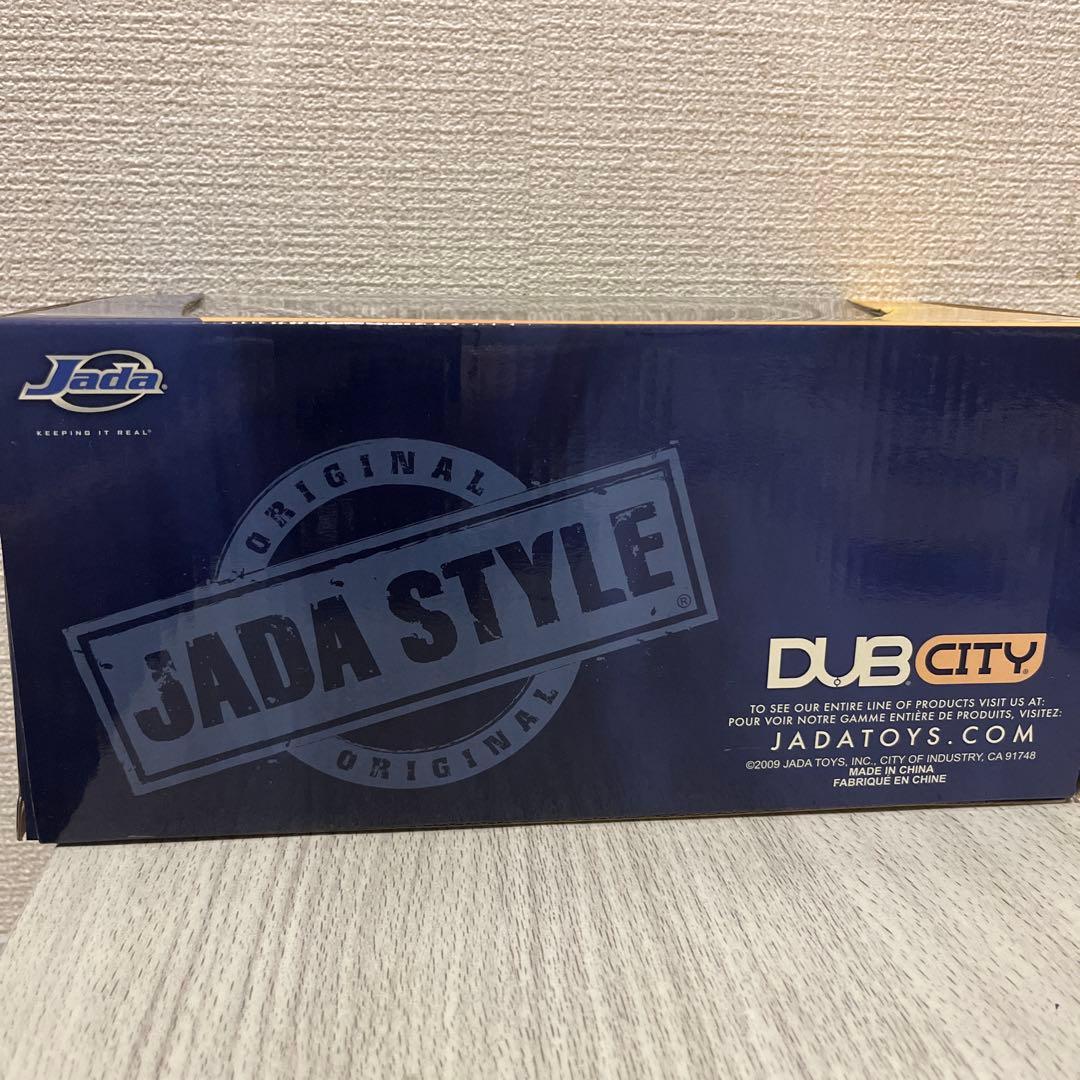 Jada®
KEEPING IT REAL®
ORIGINAL
JADA STYLE®
ORIGINAL
DUB® CITY®
TO SEE OUR ENTIRE LINE OF PRODUCTS VISIT US AT:
POUR VOIR NOTRE GAMME ENTIÈRE DE PRODUITS, VISITEZ:
JADATOYS.COM
©2009 JADA TOYS, INC., CITY OF INDUSTRY, CA 91748
MADE IN CHINA
FABRIQUÉ EN CHINE